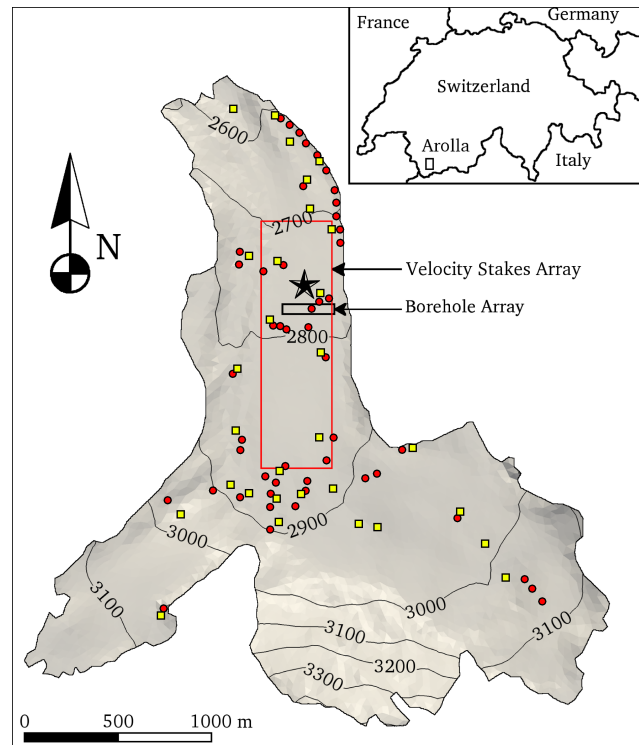 France
Germany
Switzerland
Arolla
Italy
2600
2700
N
Velocity Stakes Array
Borehole Array
2800
2900
3000
3100
3000
3100
3100
3200
3300
0 500 1000 m